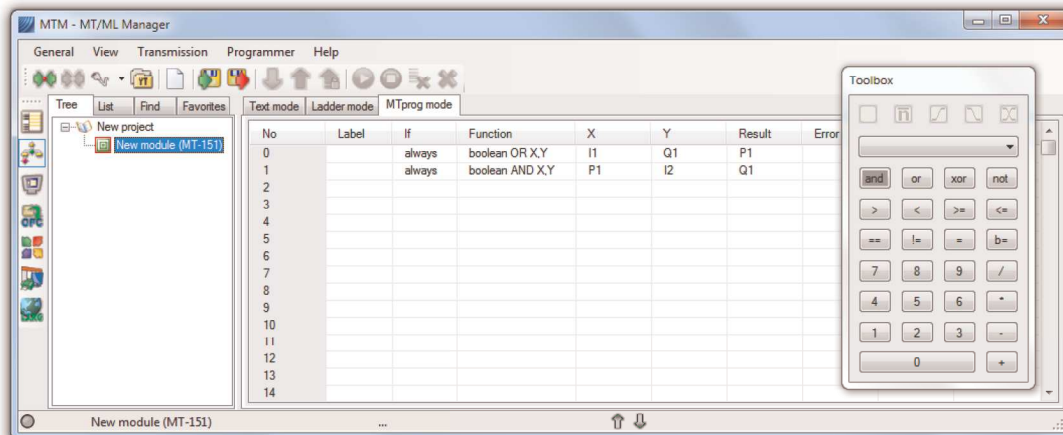 MTM - MT/ML Manager
General View Transmission Programmer Help
Tree List Find Favorites Text mode Ladder mode MTprog mode
New project
New module (MT-151)
No Label If Function X Y Result Error
0 always boolean OR X,Y I1 Q1 P1
1 always boolean AND X,Y P1 I2 Q1
2
3
4
5
6
7
8
9
10
11
12
13
14
Toolbox
and or xor not
> < >= <=
== != = b=
7 8 9 /
4 5 6 *
1 2 3 -
0 +
New module (MT-151) ...